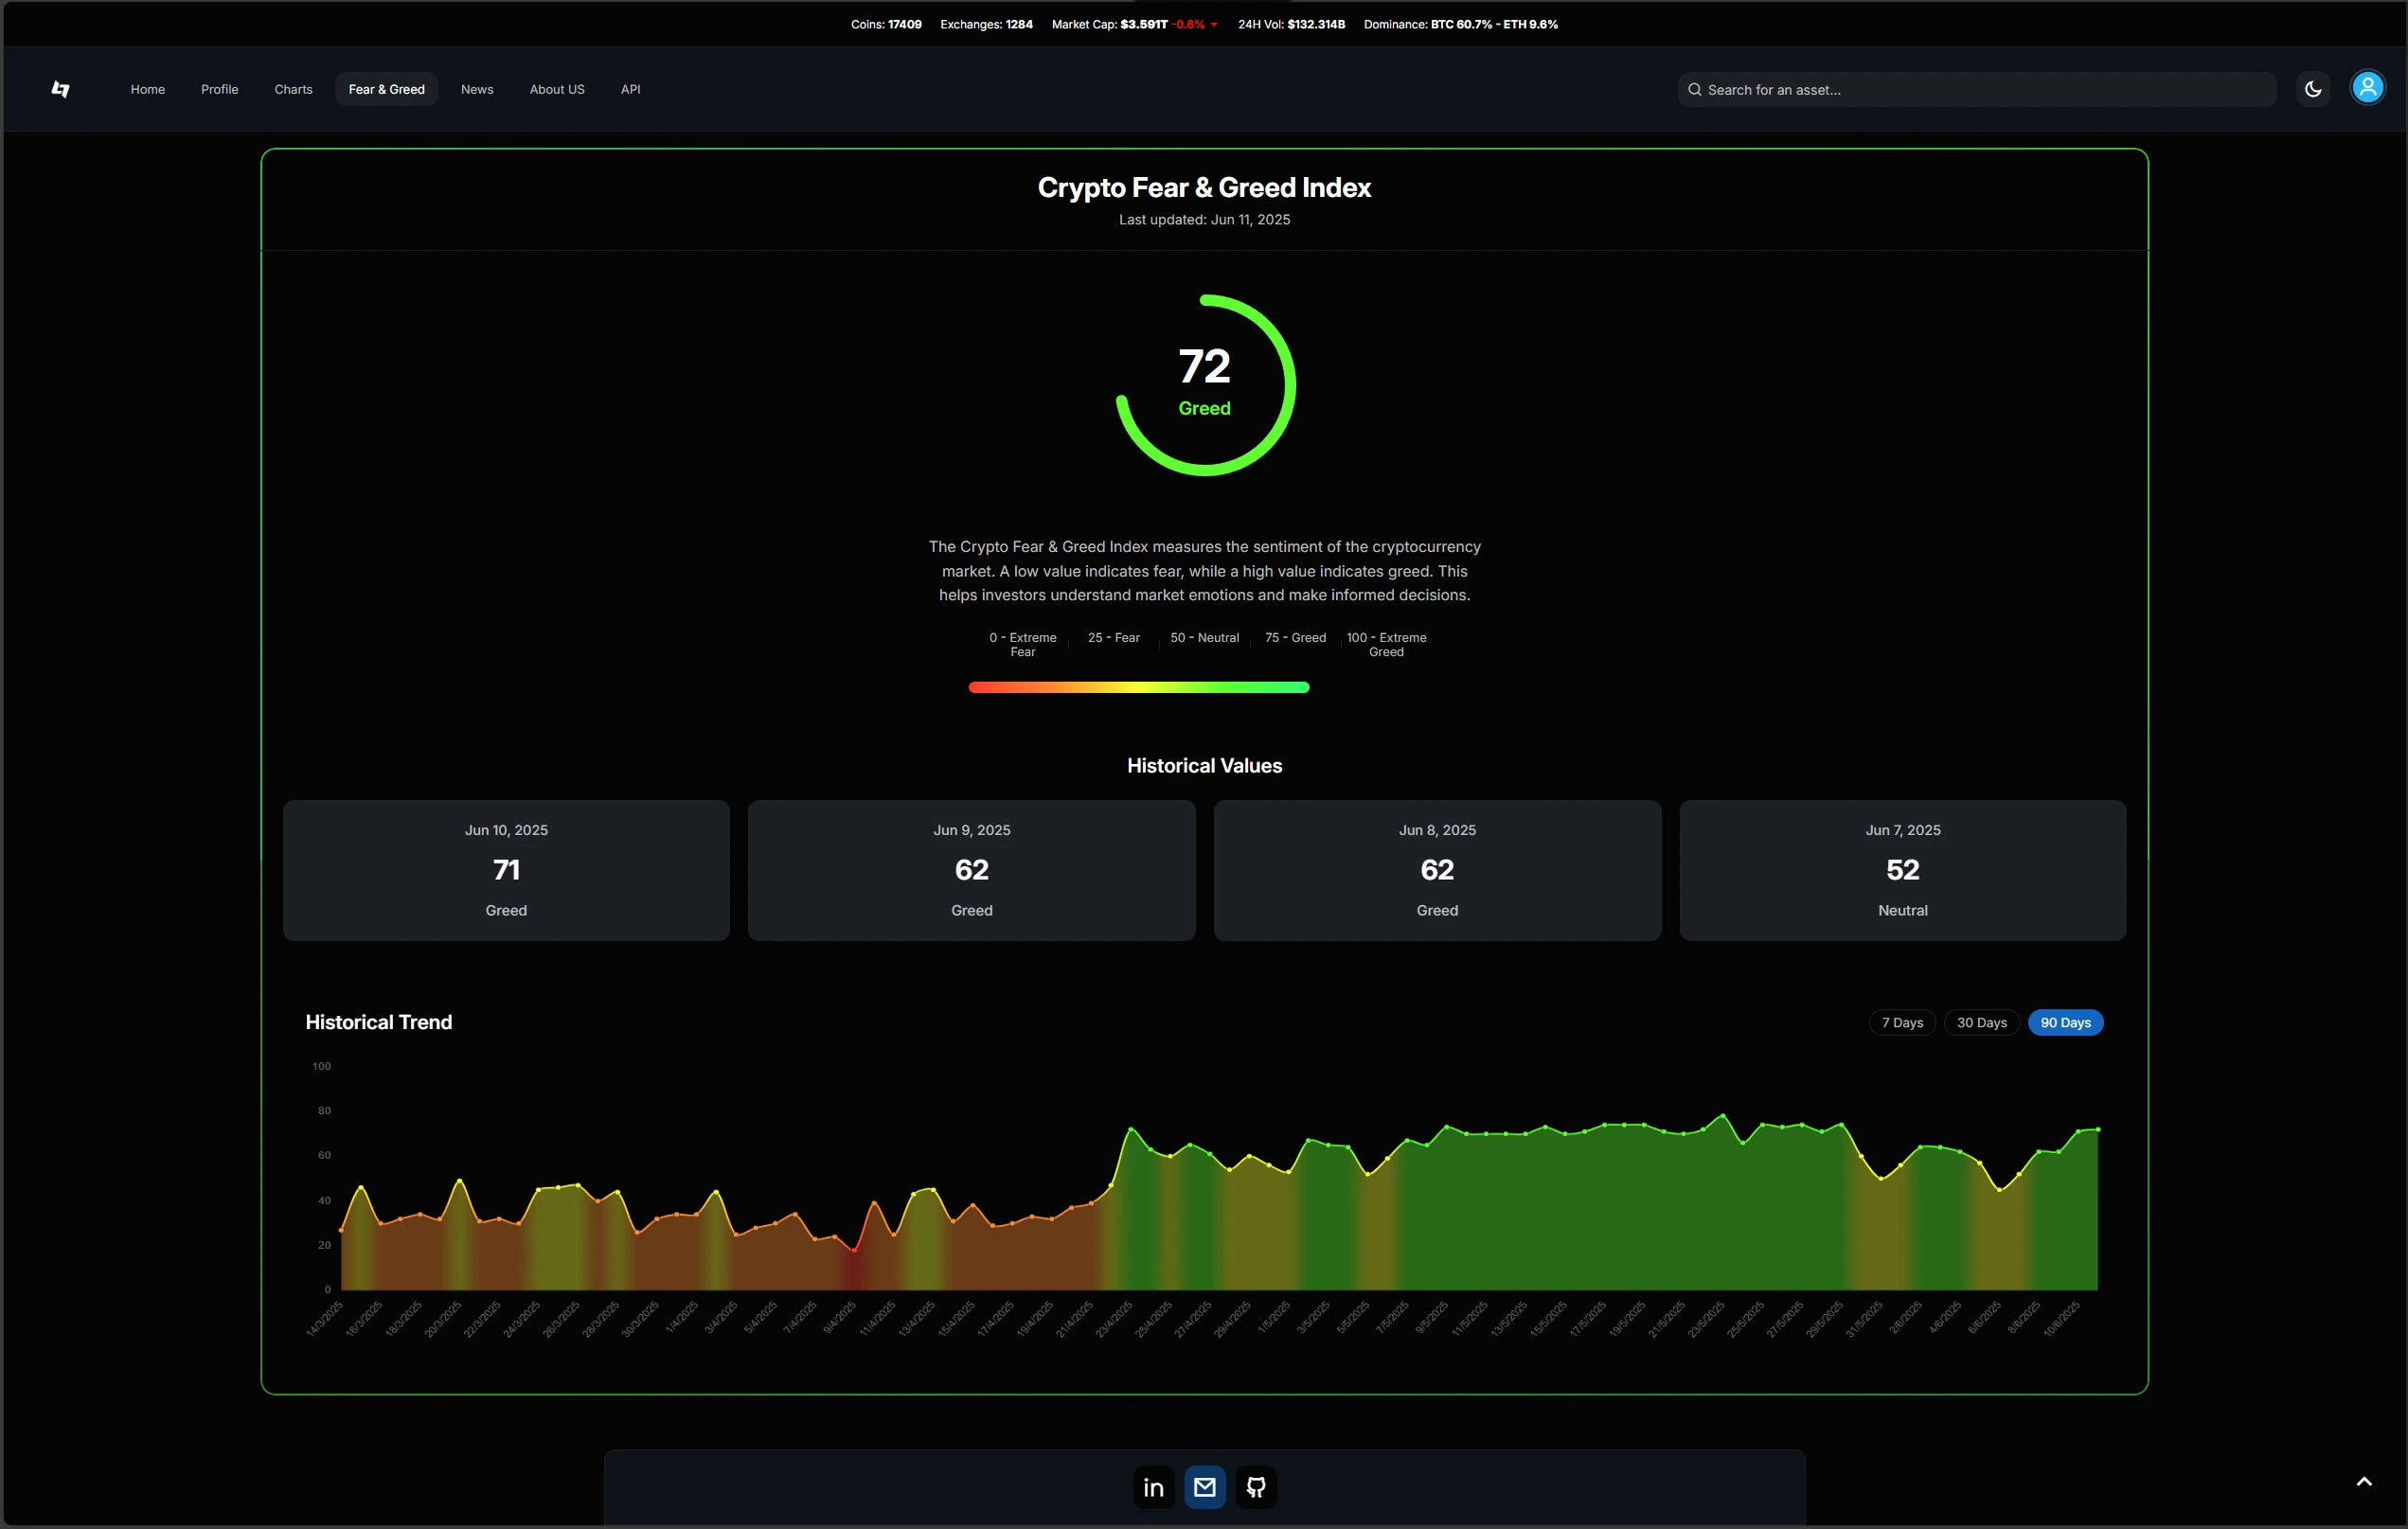 Coins: 17409 Exchanges: 1284 Market Cap: $3.591T -0.6% 24H Vol: $132.314B Dominance: BTC 60.7% - ETH 9.6%
Home Profile Charts Fear & Greed News About US API Search for an asset...
Crypto Fear & Greed Index
Last updated: Jun 11, 2025
72
Greed
The Crypto Fear & Greed Index measures the sentiment of the cryptocurrency
market. A low value indicates fear, while a high value indicates greed. This
helps investors understand market emotions and make informed decisions.
0 - Extreme Fear
25 - Fear
50 - Neutral
75 - Greed
100 - Extreme Greed
Historical Values
Jun 10, 2025
71
Greed
Jun 9, 2025
62
Greed
Jun 8, 2025
62
Greed
Jun 7, 2025
52
Neutral
Historical Trend
7 Days 30 Days 90 Days
100
80
60
40
20
0
14/3/2025 16/3/2025 18/3/2025 20/3/2025 22/3/2025 24/3/2025 26/3/2025 28/3/2025 30/3/2025 1/4/2025 3/4/2025 5/4/2025 7/4/2025 9/4/2025 11/4/2025 13/4/2025 15/4/2025 17/4/2025 19/4/2025 21/4/2025 23/4/2025 25/4/2025 27/4/2025 29/4/2025 1/5/2025 3/5/2025 5/5/2025 7/5/2025 9/5/2025 11/5/2025 13/5/2025 15/5/2025 17/5/2025 19/5/2025 21/5/2025 23/5/2025 25/5/2025 27/5/2025 29/5/2025 31/5/2025 2/6/2025 4/6/2025 6/6/2025 8/6/2025 10/6/2025
in